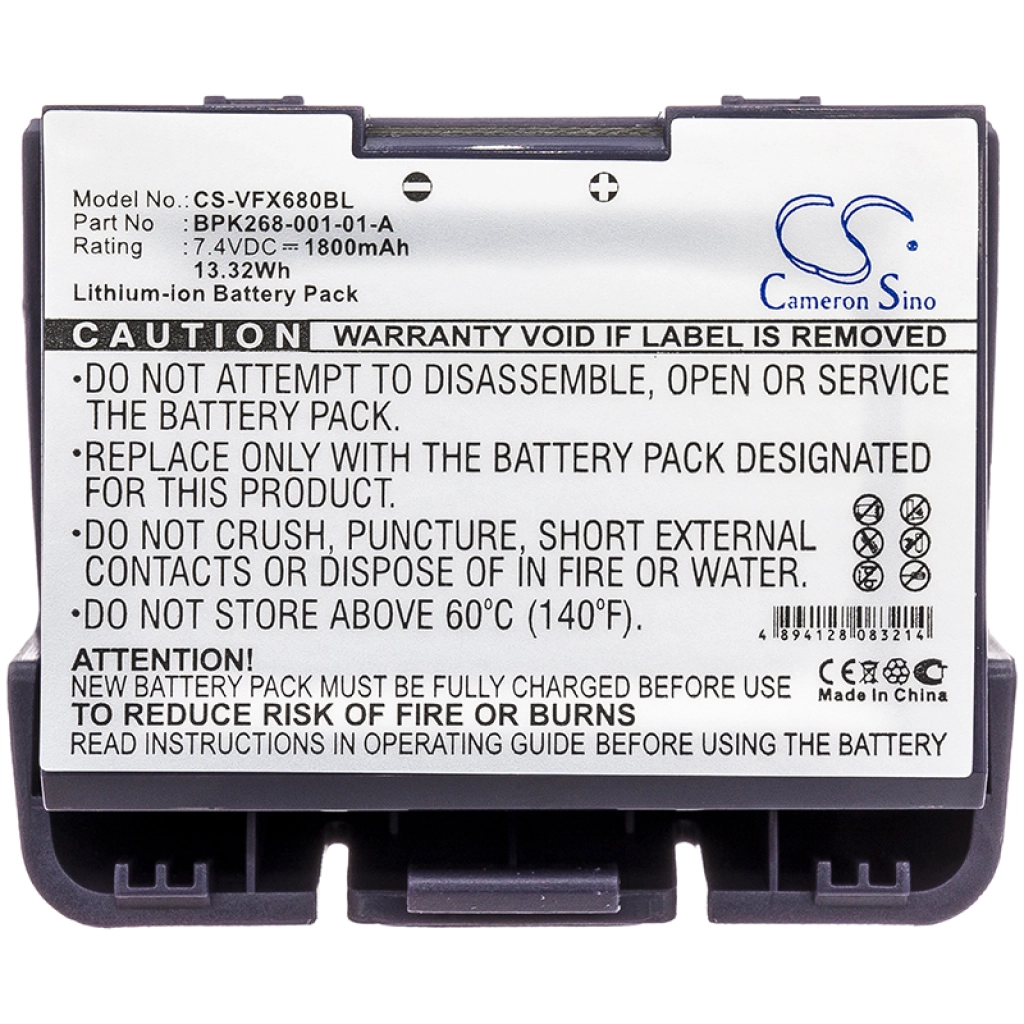 Model No.: CS-VFX680BL
Part No : BPK268-001-01-A
Rating : 7.4VDC ⎓ 1800mAh
13.32Wh
Lithium-ion Battery Pack
CS
Cameron Sino
CAUTION WARRANTY VOID IF LABEL IS REMOVED
·DO NOT ATTEMPT TO DISASSEMBLE, OPEN OR SERVICE
THE BATTERY PACK.
·REPLACE ONLY WITH THE BATTERY PACK DESIGNATED
FOR THIS PRODUCT.
·DO NOT CRUSH, PUNCTURE, SHORT EXTERNAL
CONTACTS OR DISPOSE OF IN FIRE OR WATER.
·DO NOT STORE ABOVE 60°C (140°F).
4 894128 083214
ATTENTION!
NEW BATTERY PACK MUST BE FULLY CHARGED BEFORE USE
TO REDUCE RISK OF FIRE OR BURNS
READ INSTRUCTIONS IN OPERATING GUIDE BEFORE USING THE BATTERY
CE
Made In China